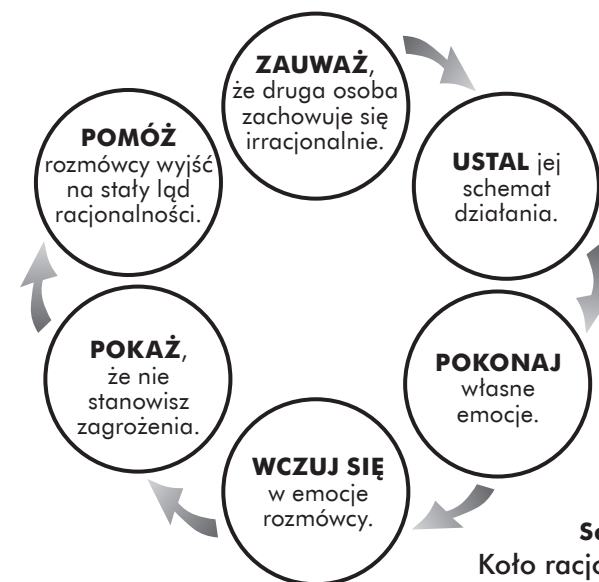 ZAUWAŻ,
że druga osoba
zachowuje się
irracjonalnie.
USTAL jej
schemat
działania.
POKONAJ
własne
emocje.
WCZUJ SIĘ
w emocje
rozmówcy.
POKAŻ,
że nie
stanowisz
zagrożenia.
POMÓŻ
rozmówcy wyjść
na stały ląd
racjonalności.
Koło